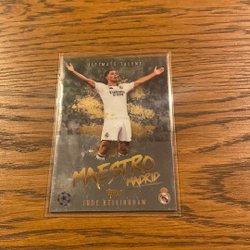 ULTIMATE TALENT
MAESTRO
MADRID
Topps
JUDE BELLINGHAM